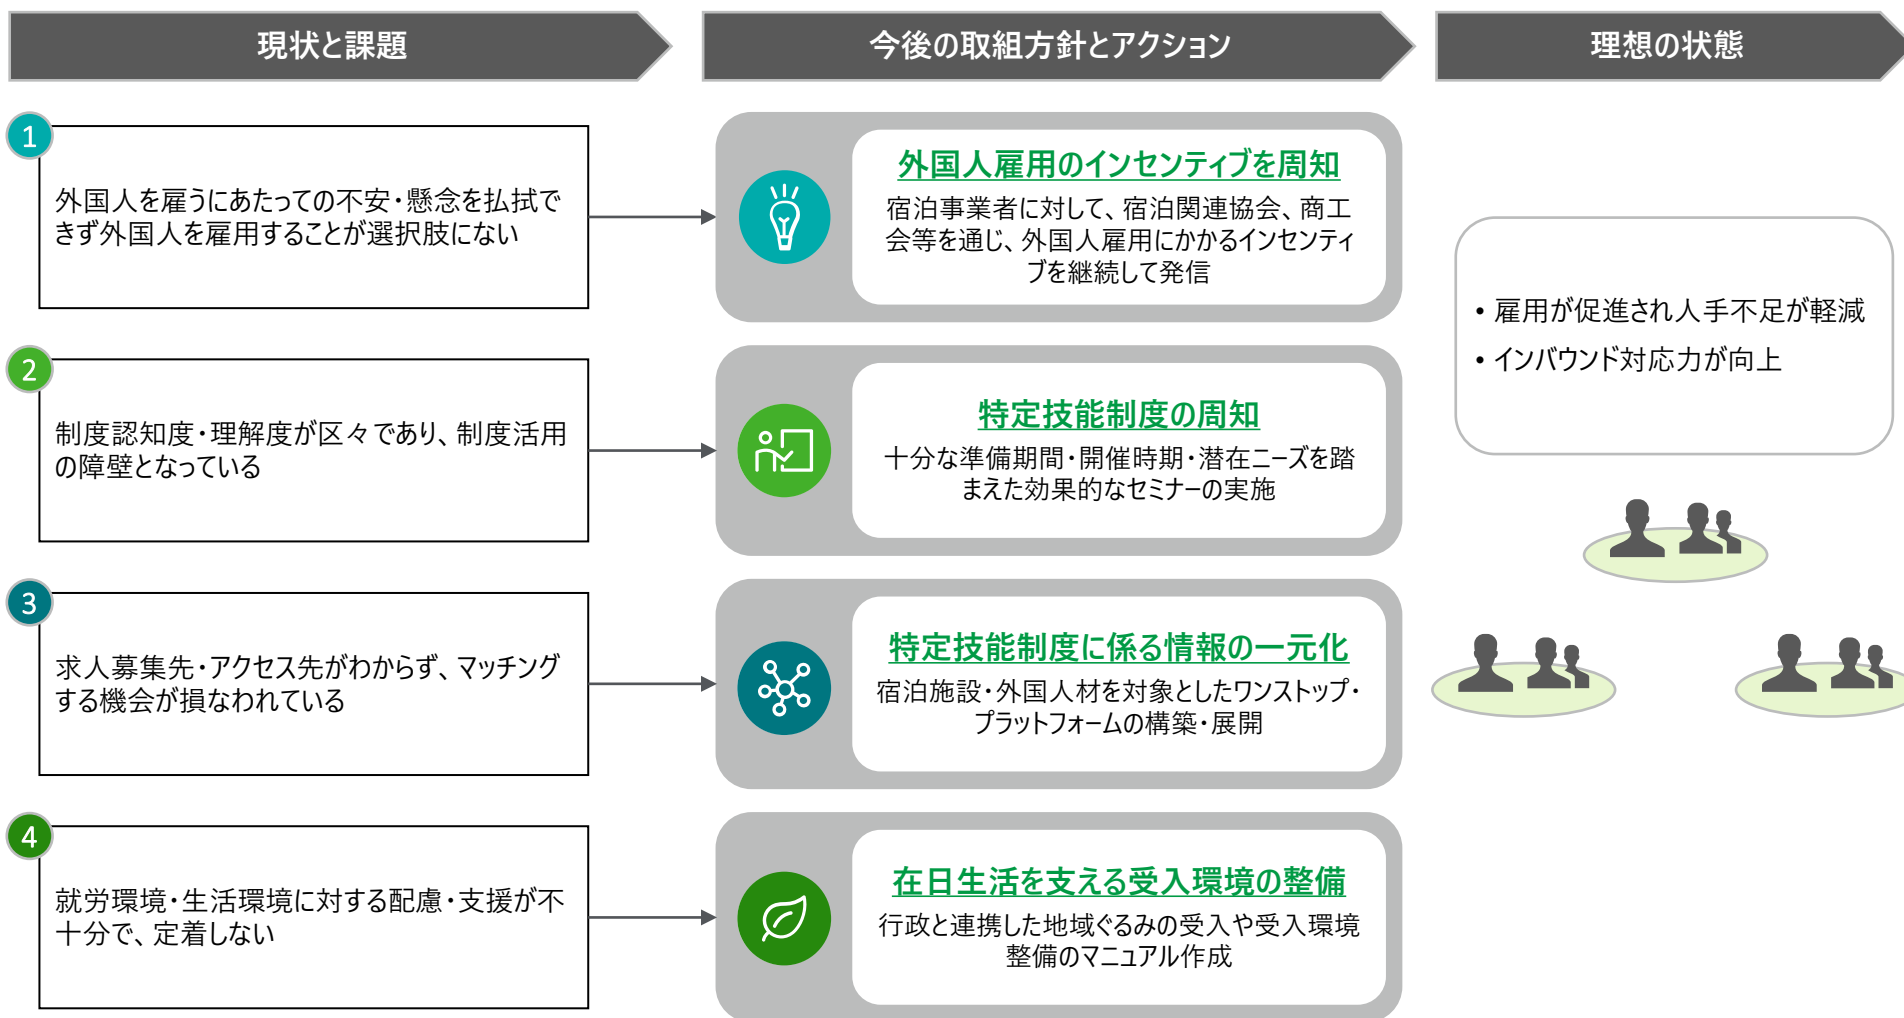 現状と課題
今後の取組方針とアクション
理想の状態
1
外国人を雇うにあたっての不安・懸念を払拭で
きず外国人を雇用することが選択肢にない
外国人雇用のインセンティブを周知
宿泊事業者に対して、宿泊関連協会、商工
会等を通じ、外国人雇用にかかるインセンティ
ブを継続して発信
2
制度認知度・理解度が区々であり、制度活用
の障壁となっている
特定技能制度の周知
十分な準備期間・開催時期・潜在ニーズを踏
まえた効果的なセミナーの実施
3
求人募集先・アクセス先がわからず、マッチング
する機会が損なわれている
特定技能制度に係る情報の一元化
宿泊施設・外国人材を対象としたワンストップ・
プラットフォームの構築・展開
4
就労環境・生活環境に対する配慮・支援が不
十分で、定着しない
在日生活を支える受入環境の整備
行政と連携した地域ぐるみの受入や受入環境
整備のマニュアル作成
• 雇用が促進され人手不足が軽減
• インバウンド対応力が向上